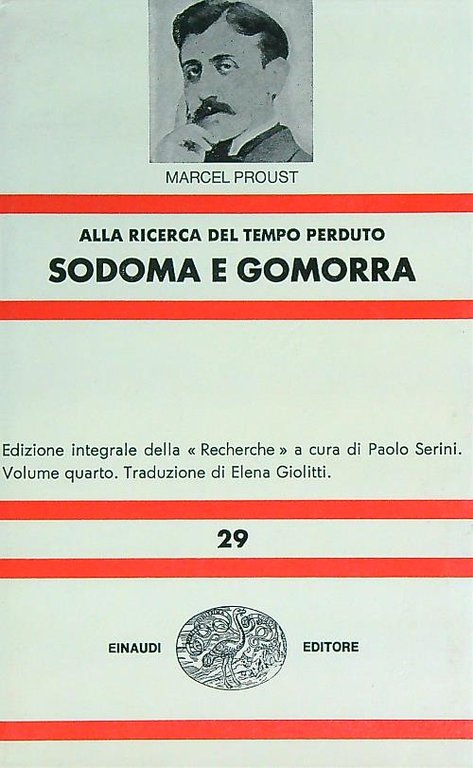 MARCEL PROUST
ALLA RICERCA DEL TEMPO PERDUTO
SODOMA E GOMORRA
Edizione integrale della « Recherche » a cura di Paolo Serini.
Volume quarto. Traduzione di Elena Giolitti.
29
EINAUDI EDITORE